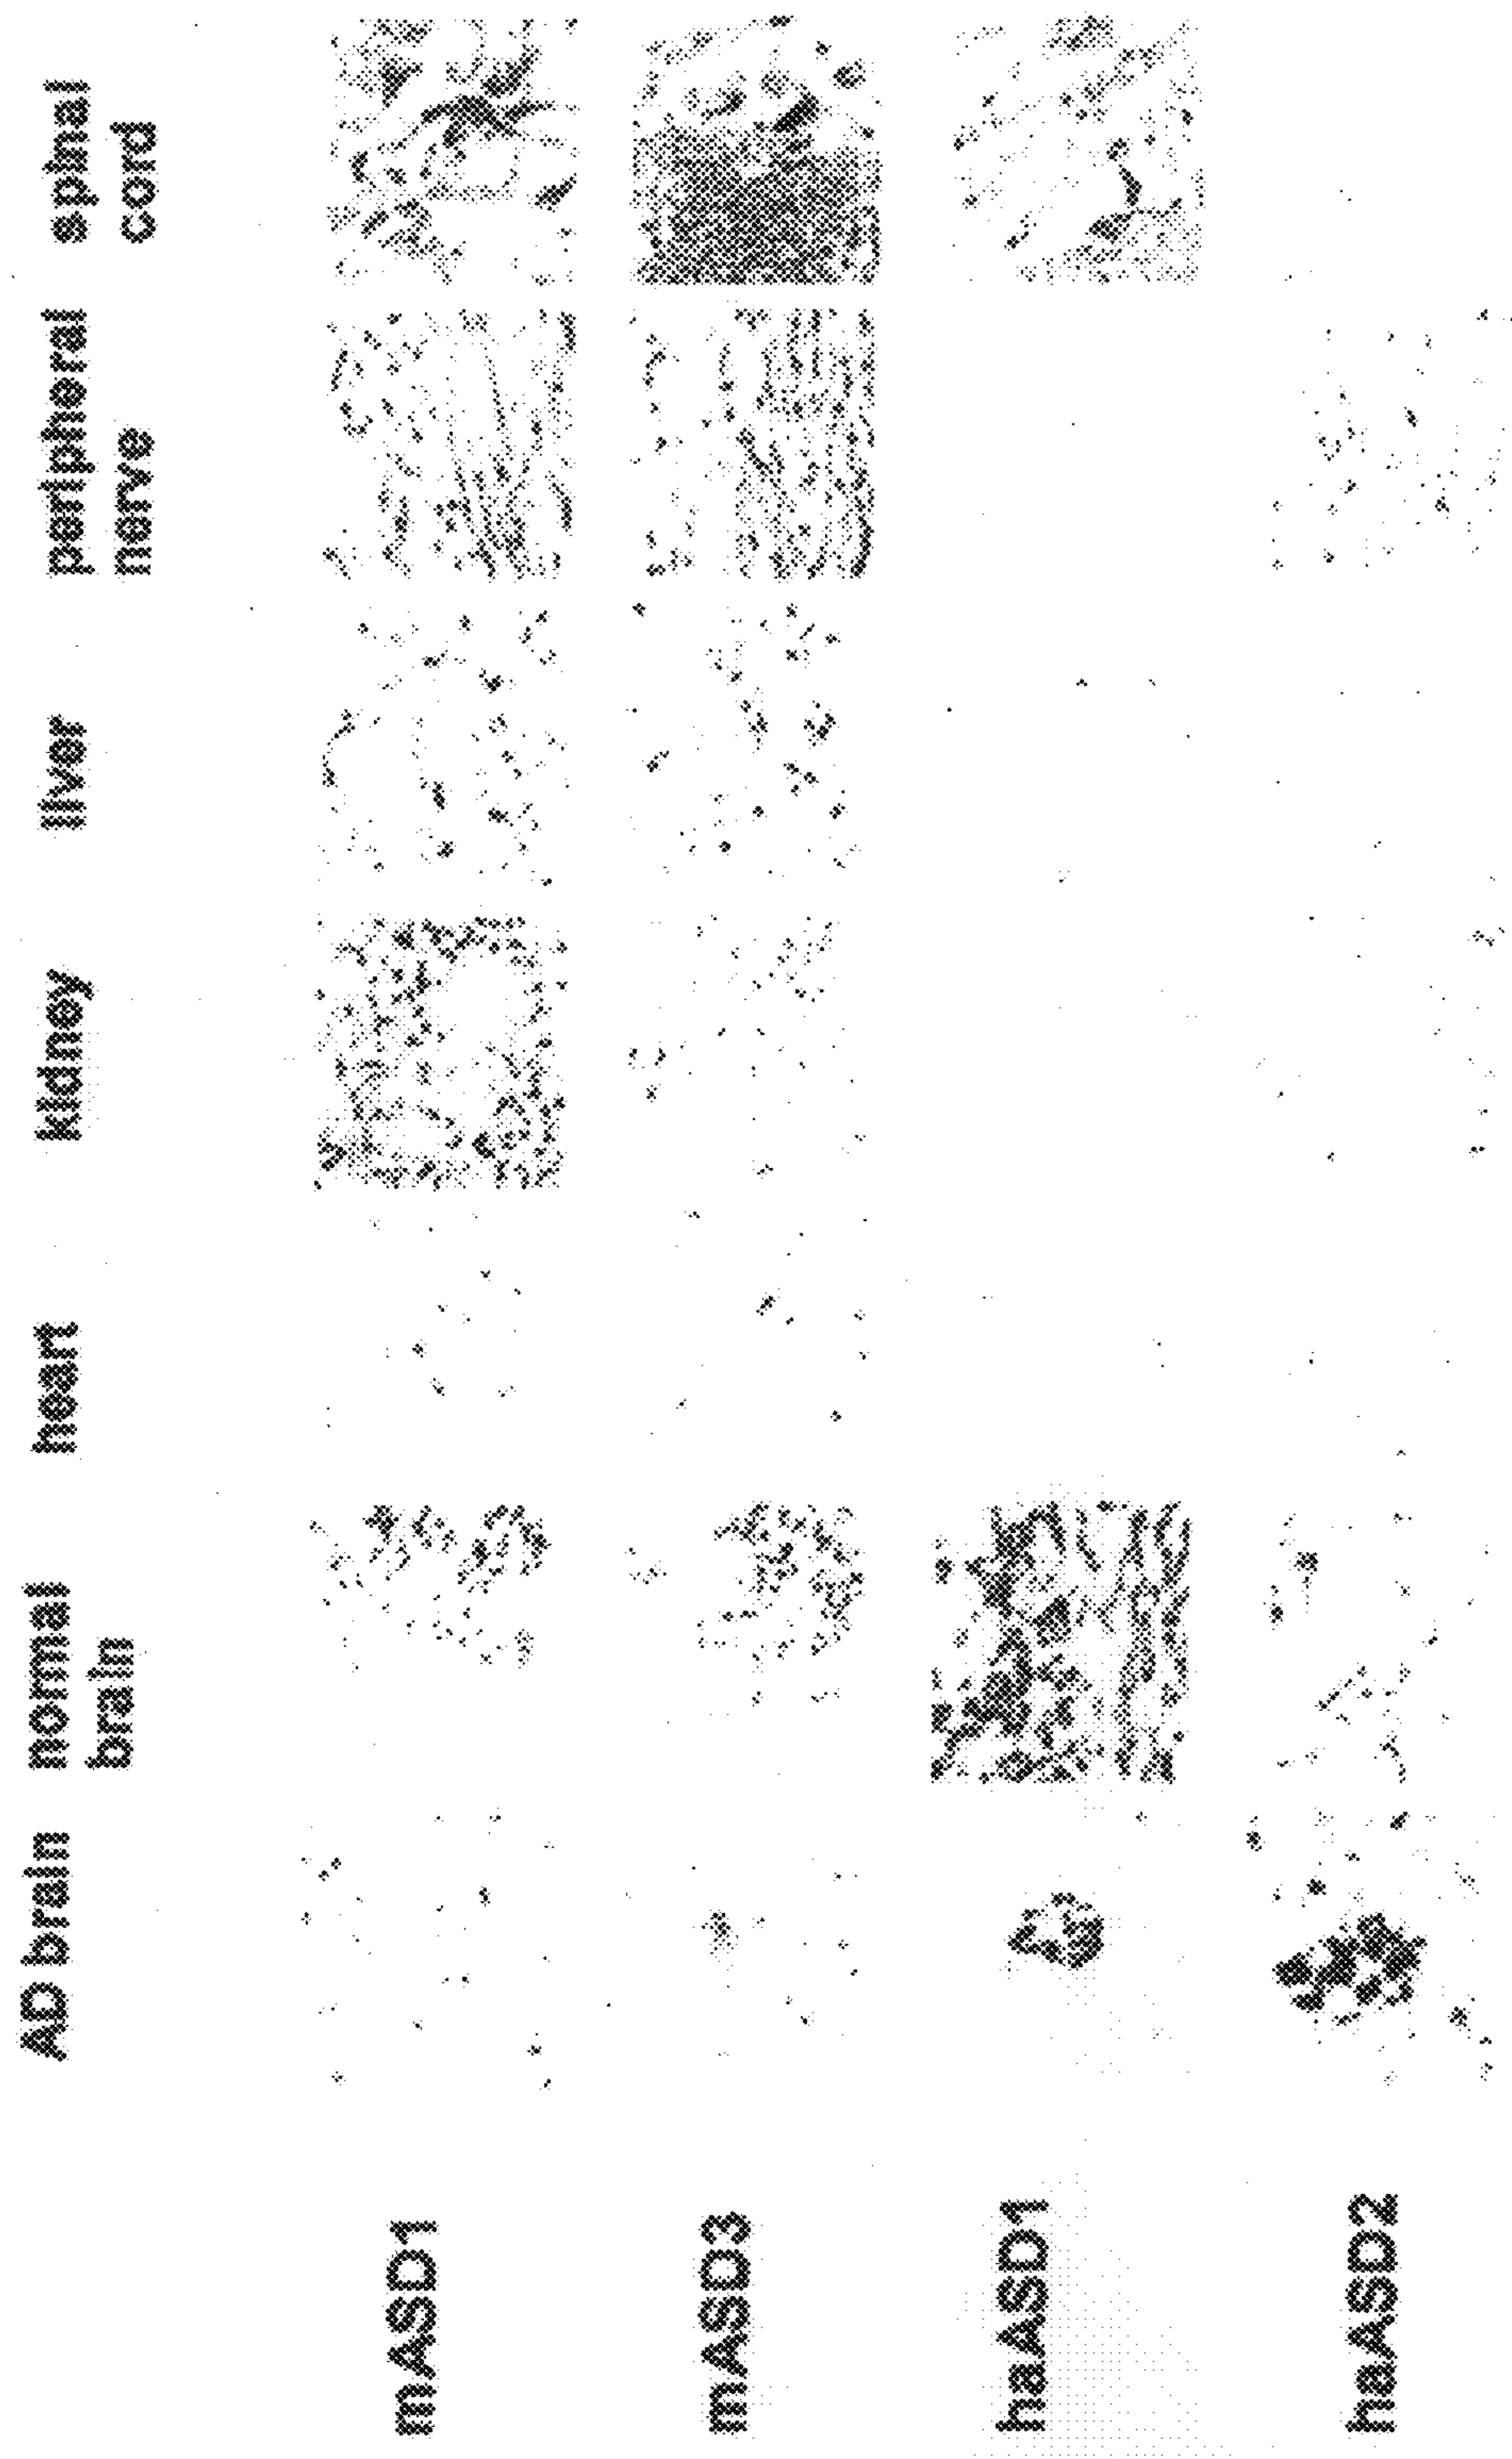 AD brain
normal
brain
heart
kidney
liver
peripheral
nerve
spinal
cord
mASD1
mASD3
haASD1
haASD2